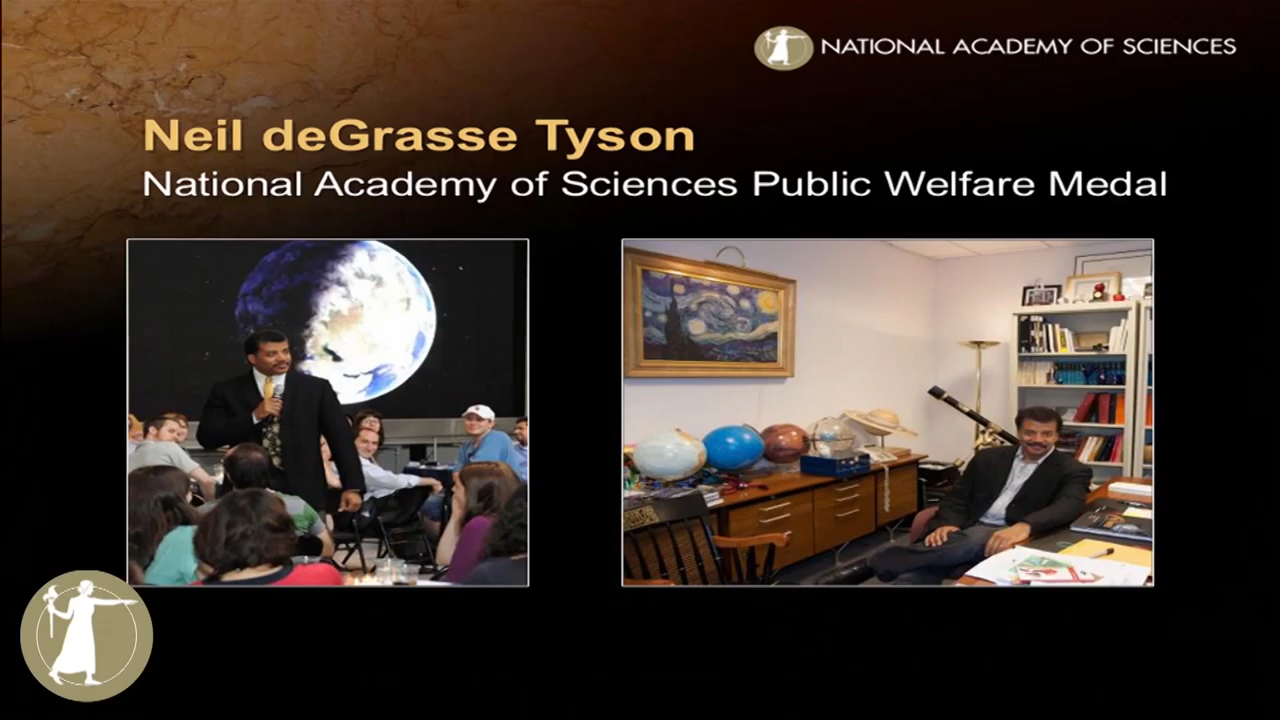 NATIONAL ACADEMY OF SCIENCES
Neil deGrasse Tyson
National Academy of Sciences Public Welfare Medal